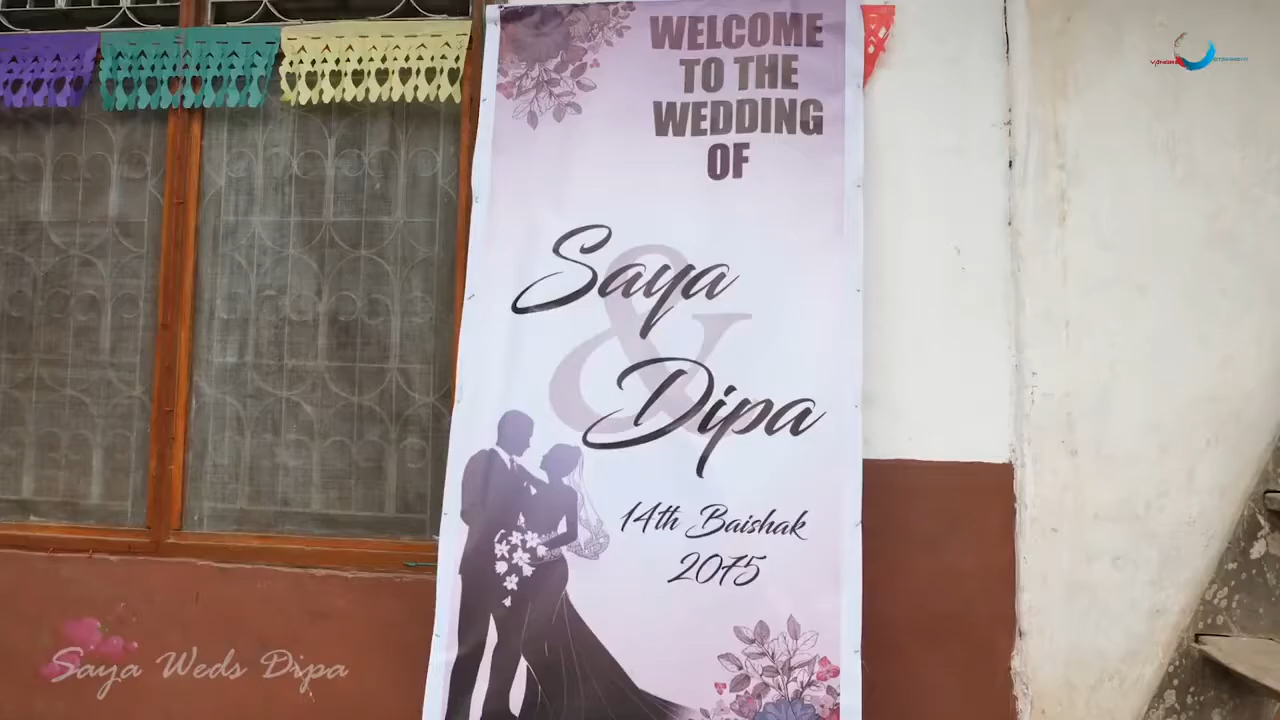 WELCOME
TO THE
WEDDING
OF
Saya
&
Dipa
14th Baishak
2075
Saya Weds Dipa